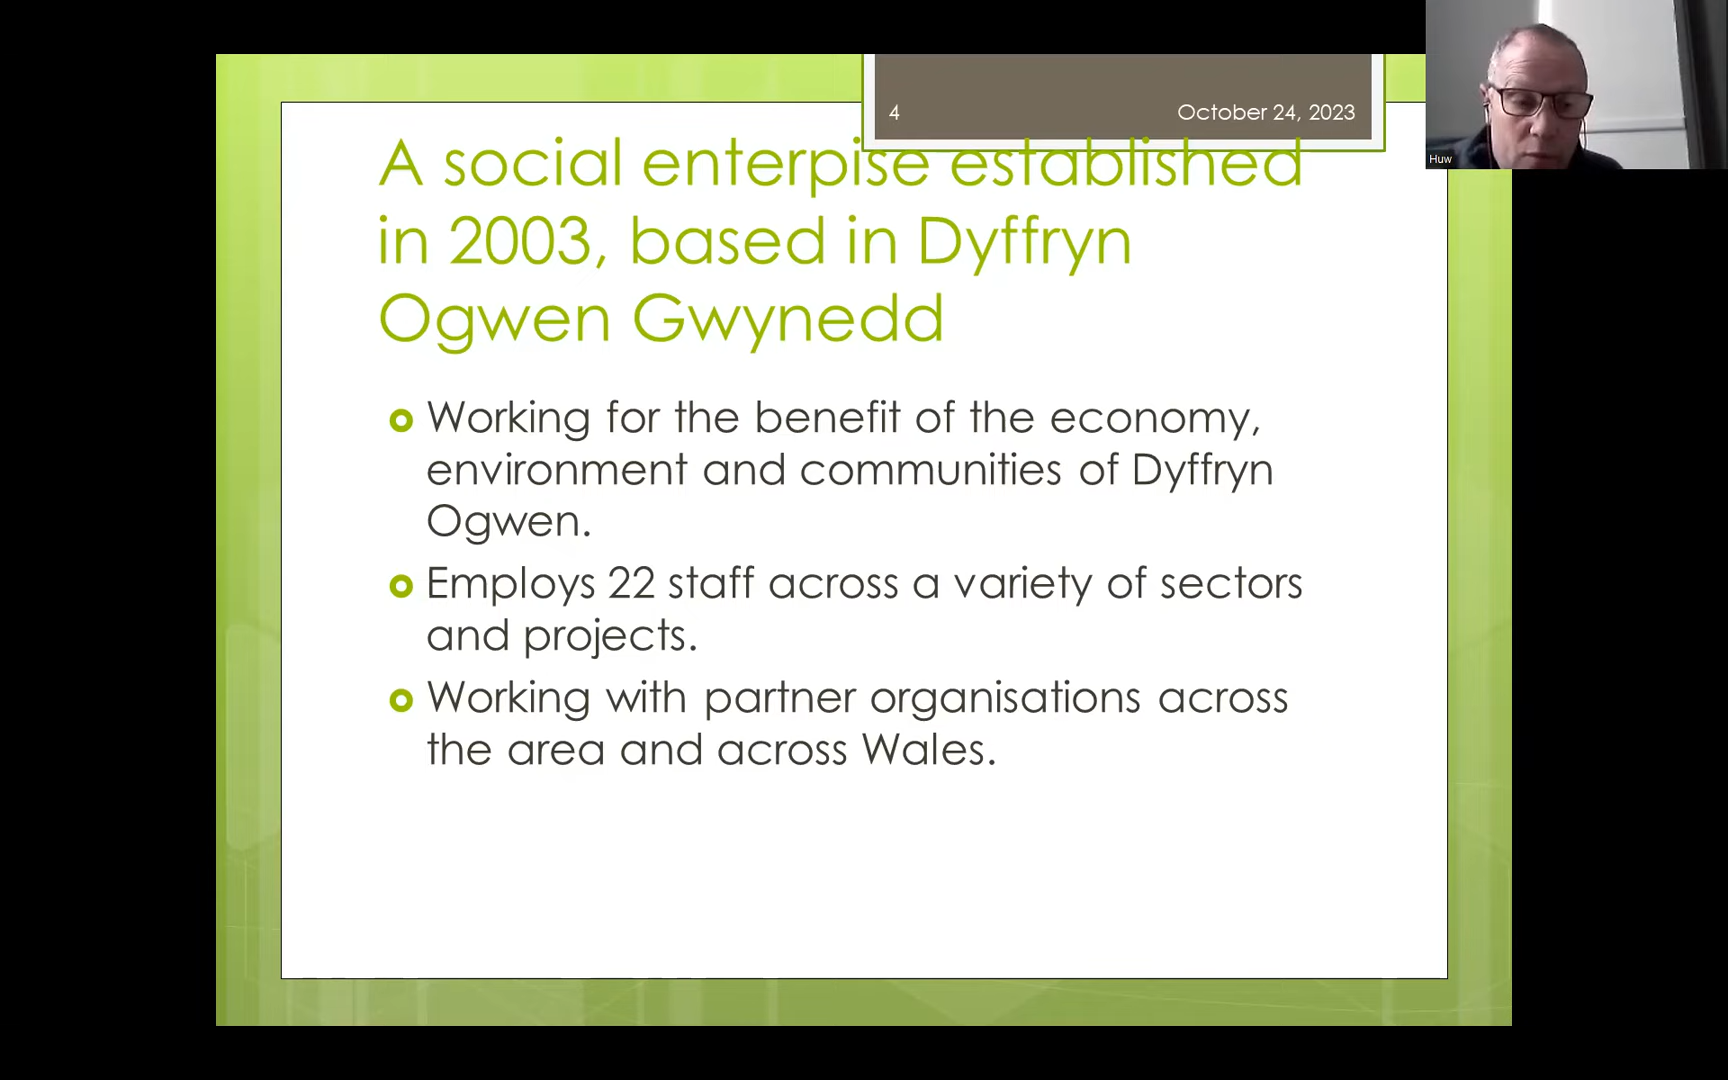 4
October 24, 2023
Huw
A social enterpise established
in 2003, based in Dyffryn
Ogwen Gwynedd
Working for the benefit of the economy,
environment and communities of Dyffryn
Ogwen.
Employs 22 staff across a variety of sectors
and projects.
Working with partner organisations across
the area and across Wales.